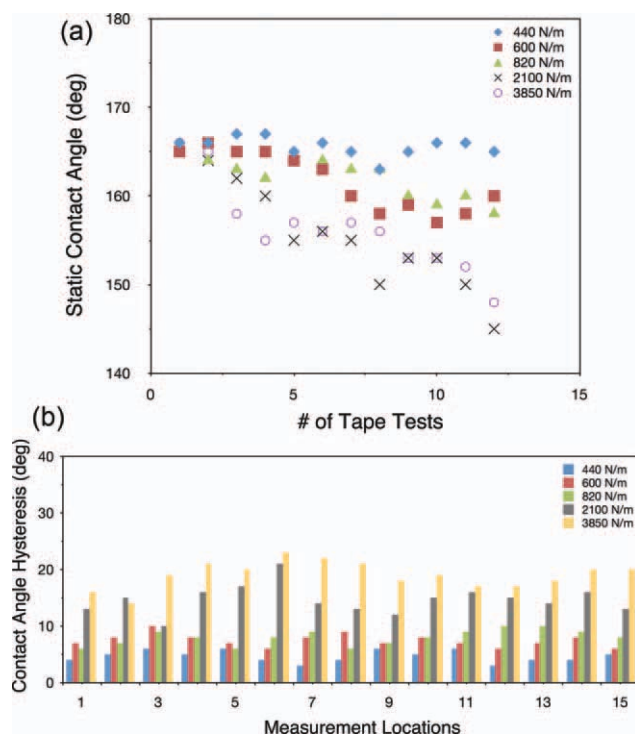 (a)
170
160
150
140
Static Contact Angle (deg)
0
5
10
15
# of Tape Tests
440 N/m
600 N/m
820 N/m
2100 N/m
3850 N/m
(b)
40
30
20
10
0
Contact Angle Hysteresis (deg)
1
3
5
7
9
11
13
15
Measurement Locations
440 N/m
600 N/m
820 N/m
2100 N/m
3850 N/m